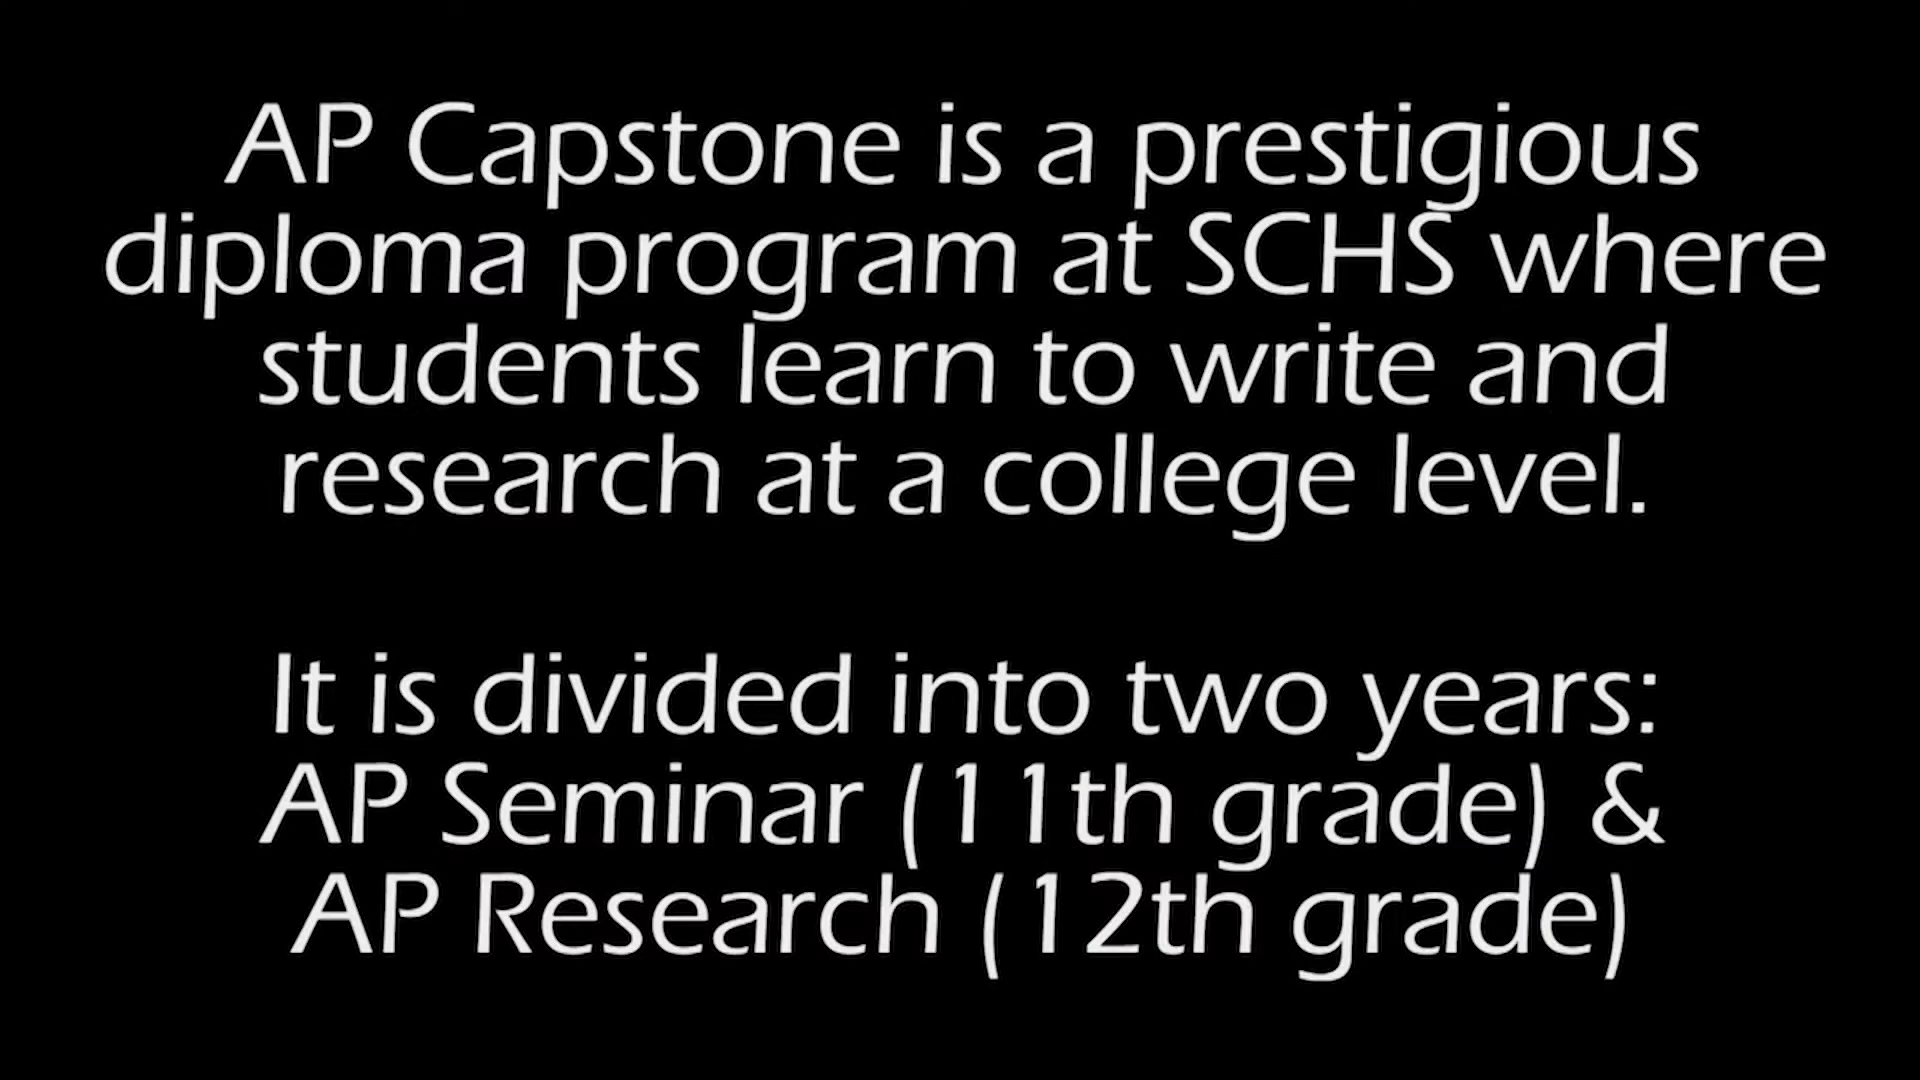 AP Capstone is a prestigious
diploma program at SCHS where
students learn to write and
research at a college level.
It is divided into two years:
AP Seminar (11th grade) &
AP Research (12th grade)